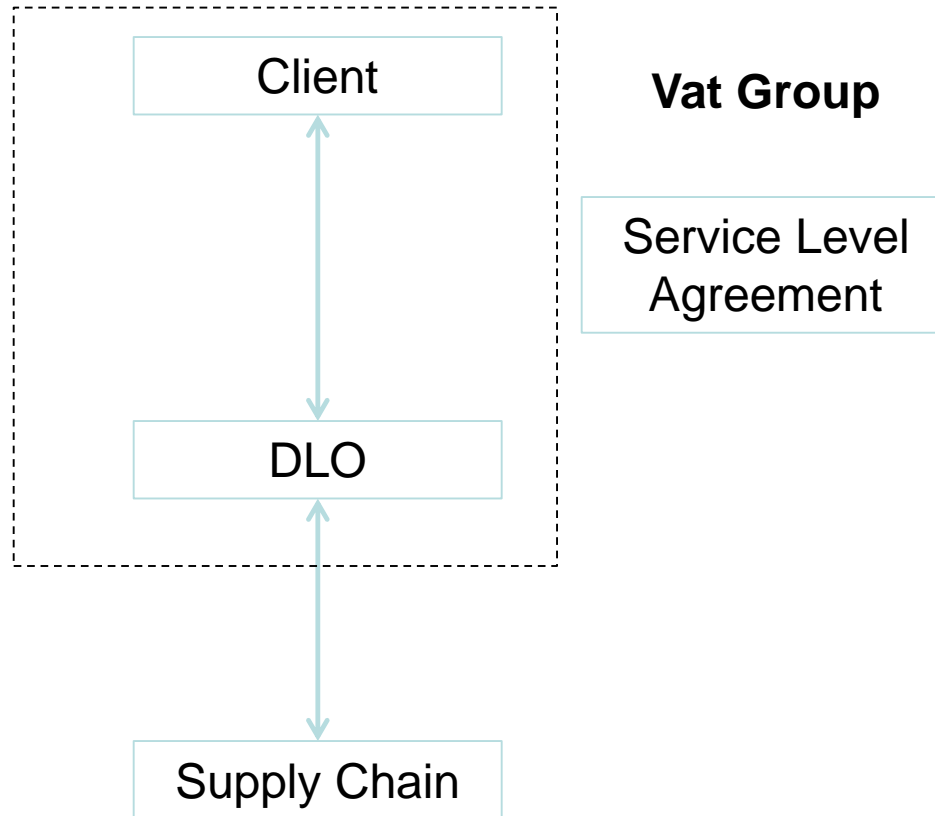 Client
Vat Group
Service Level
Agreement
DLO
Supply Chain